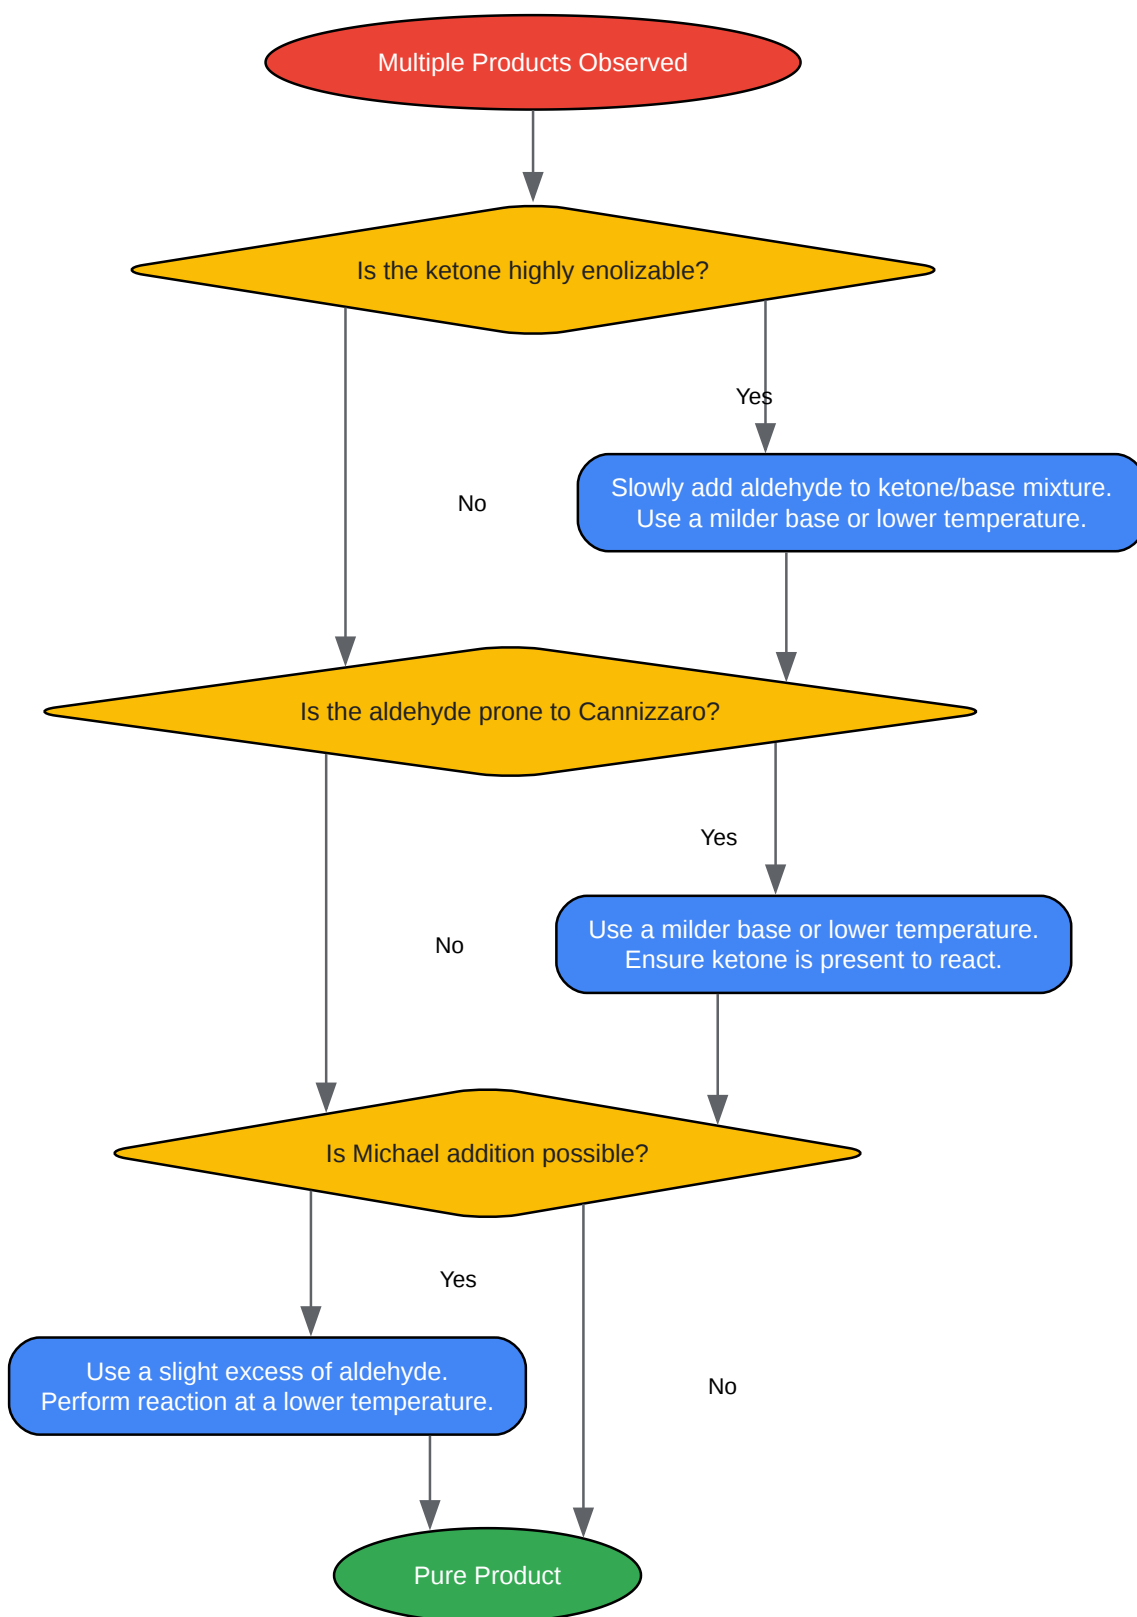 Multiple Products Observed
Is the ketone highly enolizable?
Yes
Slowly add aldehyde to ketone/base mixture.
Use a milder base or lower temperature.
No
Is the aldehyde prone to Cannizzaro?
Yes
Use a milder base or lower temperature.
Ensure ketone is present to react.
No
Is Michael addition possible?
Yes
Use a slight excess of aldehyde.
Perform reaction at a lower temperature.
No
Pure Product